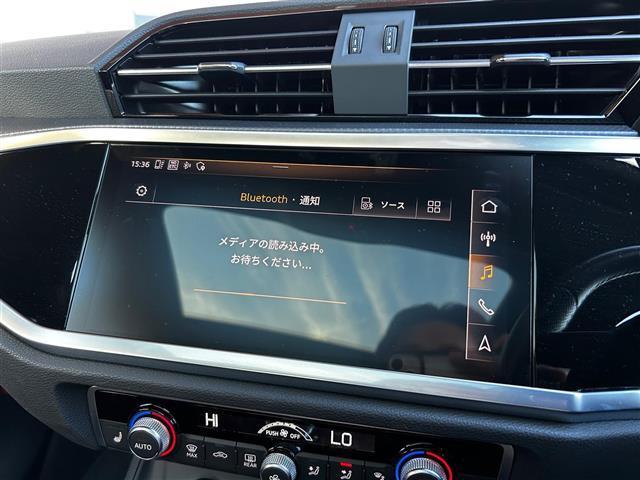 15:36
Bluetooth・通知 ソース
メディアの読み込み中。
お待ちください...
HI PUSH OFF LO
AUTO MAX REAR